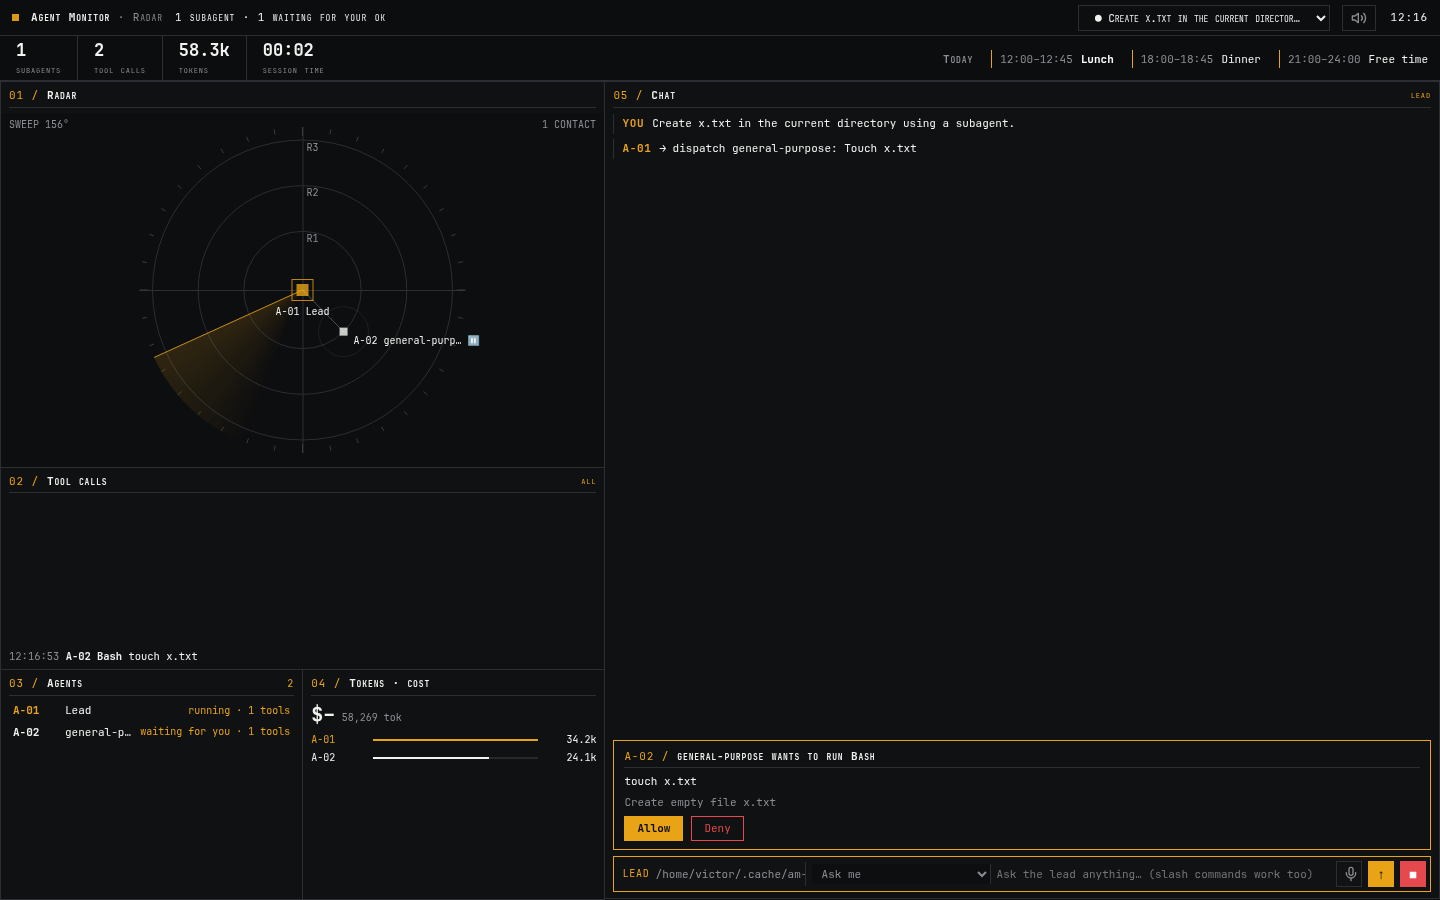 Agent Monitor · Radar 1 subagent · 1 waiting for your ok
Create x.txt in the current director…
12:16
1 subagents
2 tool calls
58.3k tokens
00:02 session time
Today 12:00–12:45 Lunch 18:00–18:45 Dinner 21:00–24:00 Free time
01 / Radar
SWEEP 156°
1 CONTACT
R3
R2
R1
A-01 Lead
A-02 general-purp… ⏸
02 / Tool calls
ALL
12:16:53 A-02 Bash touch x.txt
03 / Agents 2
A-01 Lead running · 1 tools
A-02 general-p… waiting for you · 1 tools
04 / Tokens · cost
$– 58,269 tok
A-01 34.2k
A-02 24.1k
05 / Chat
LEAD
YOU Create x.txt in the current directory using a subagent.
A-01 → dispatch general-purpose: Touch x.txt
A-02 / general-purpose wants to run Bash
touch x.txt
Create empty file x.txt
Allow
Deny
LEAD /home/victor/.cache/am- Ask me Ask the lead anything… (slash commands work too) ↑